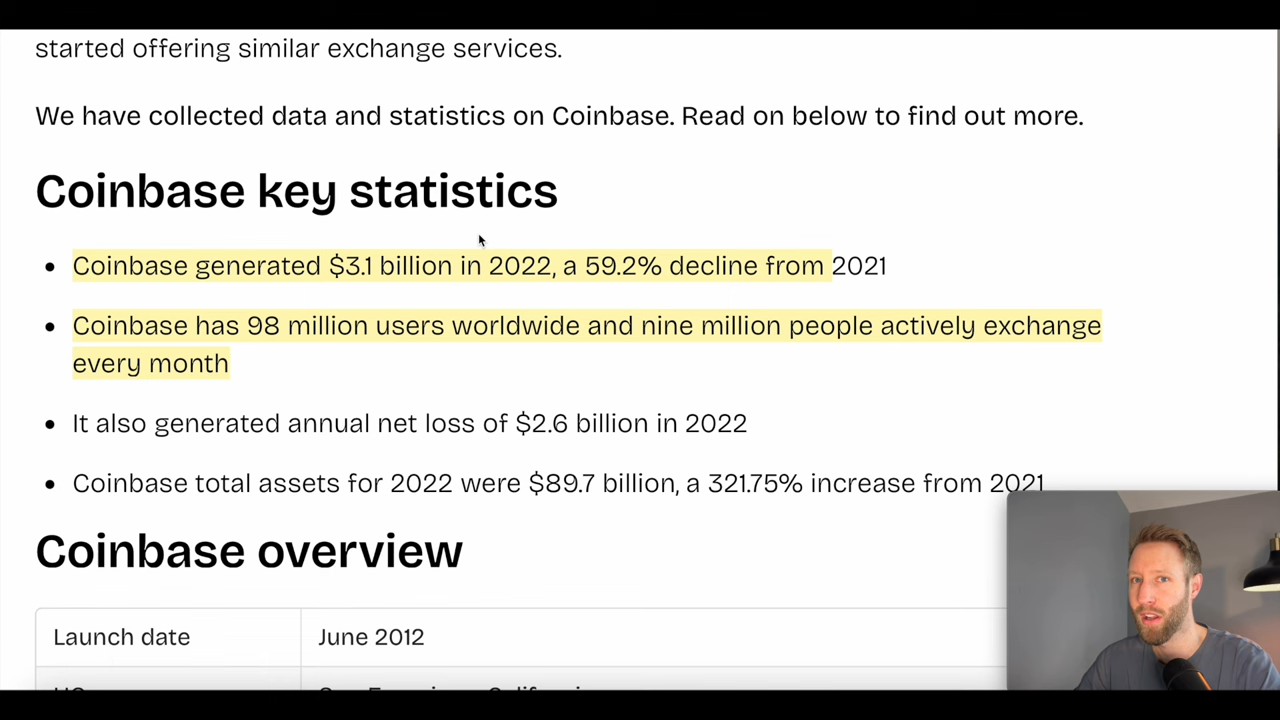 started offering similar exchange services.
We have collected data and statistics on Coinbase. Read on below to find out more.
Coinbase key statistics
Coinbase generated $3.1 billion in 2022, a 59.2% decline from 2021
Coinbase has 98 million users worldwide and nine million people actively exchange
every month
It also generated annual net loss of $2.6 billion in 2022
Coinbase total assets for 2022 were $89.7 billion, a 321.75% increase from 2021
Coinbase overview
Launch date June 2012